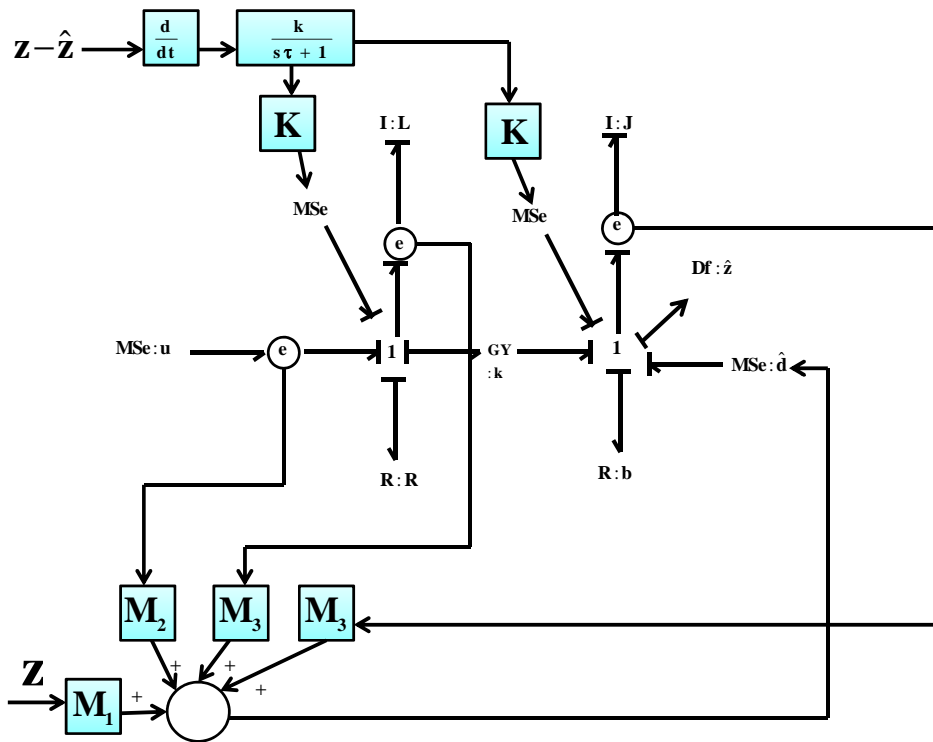 z−ẑ
d
dt
k
sτ + 1
K
K
I:L
I:J
MSe
MSe
e
e
Df:ẑ
MSe:u
e
1
GY
:k
1
MSe:d̂
R:R
R:b
M₂
M₃
M₃
+
+
+
z
M₁
+